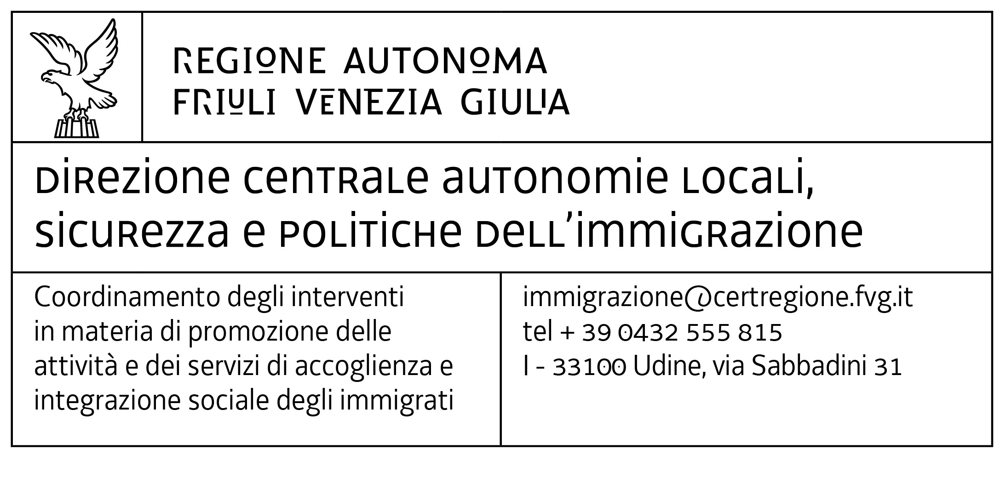 REGIONE AUTONOMA
FRIULI VENEZIA GIULIA
Direzione centrale autonomie locali,
sicurezza e politiche dell’immigrazione
Coordinamento degli interventi
in materia di promozione delle
attività e dei servizi di accoglienza e
integrazione sociale degli immigrati
immigrazione@certregione.fvg.it
tel + 39 0432 555 815
I - 33100 Udine, via Sabbadini 31